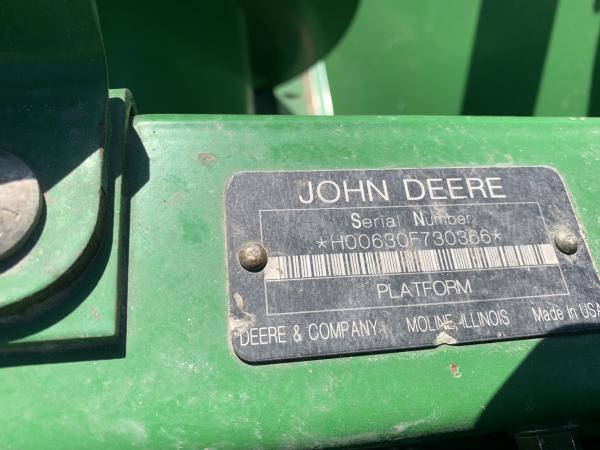 JOHN DEERE
Serial Number
*H00630F730366*
PLATFORM
DEERE & COMPANY MOLINE, ILLINOIS Made in USA